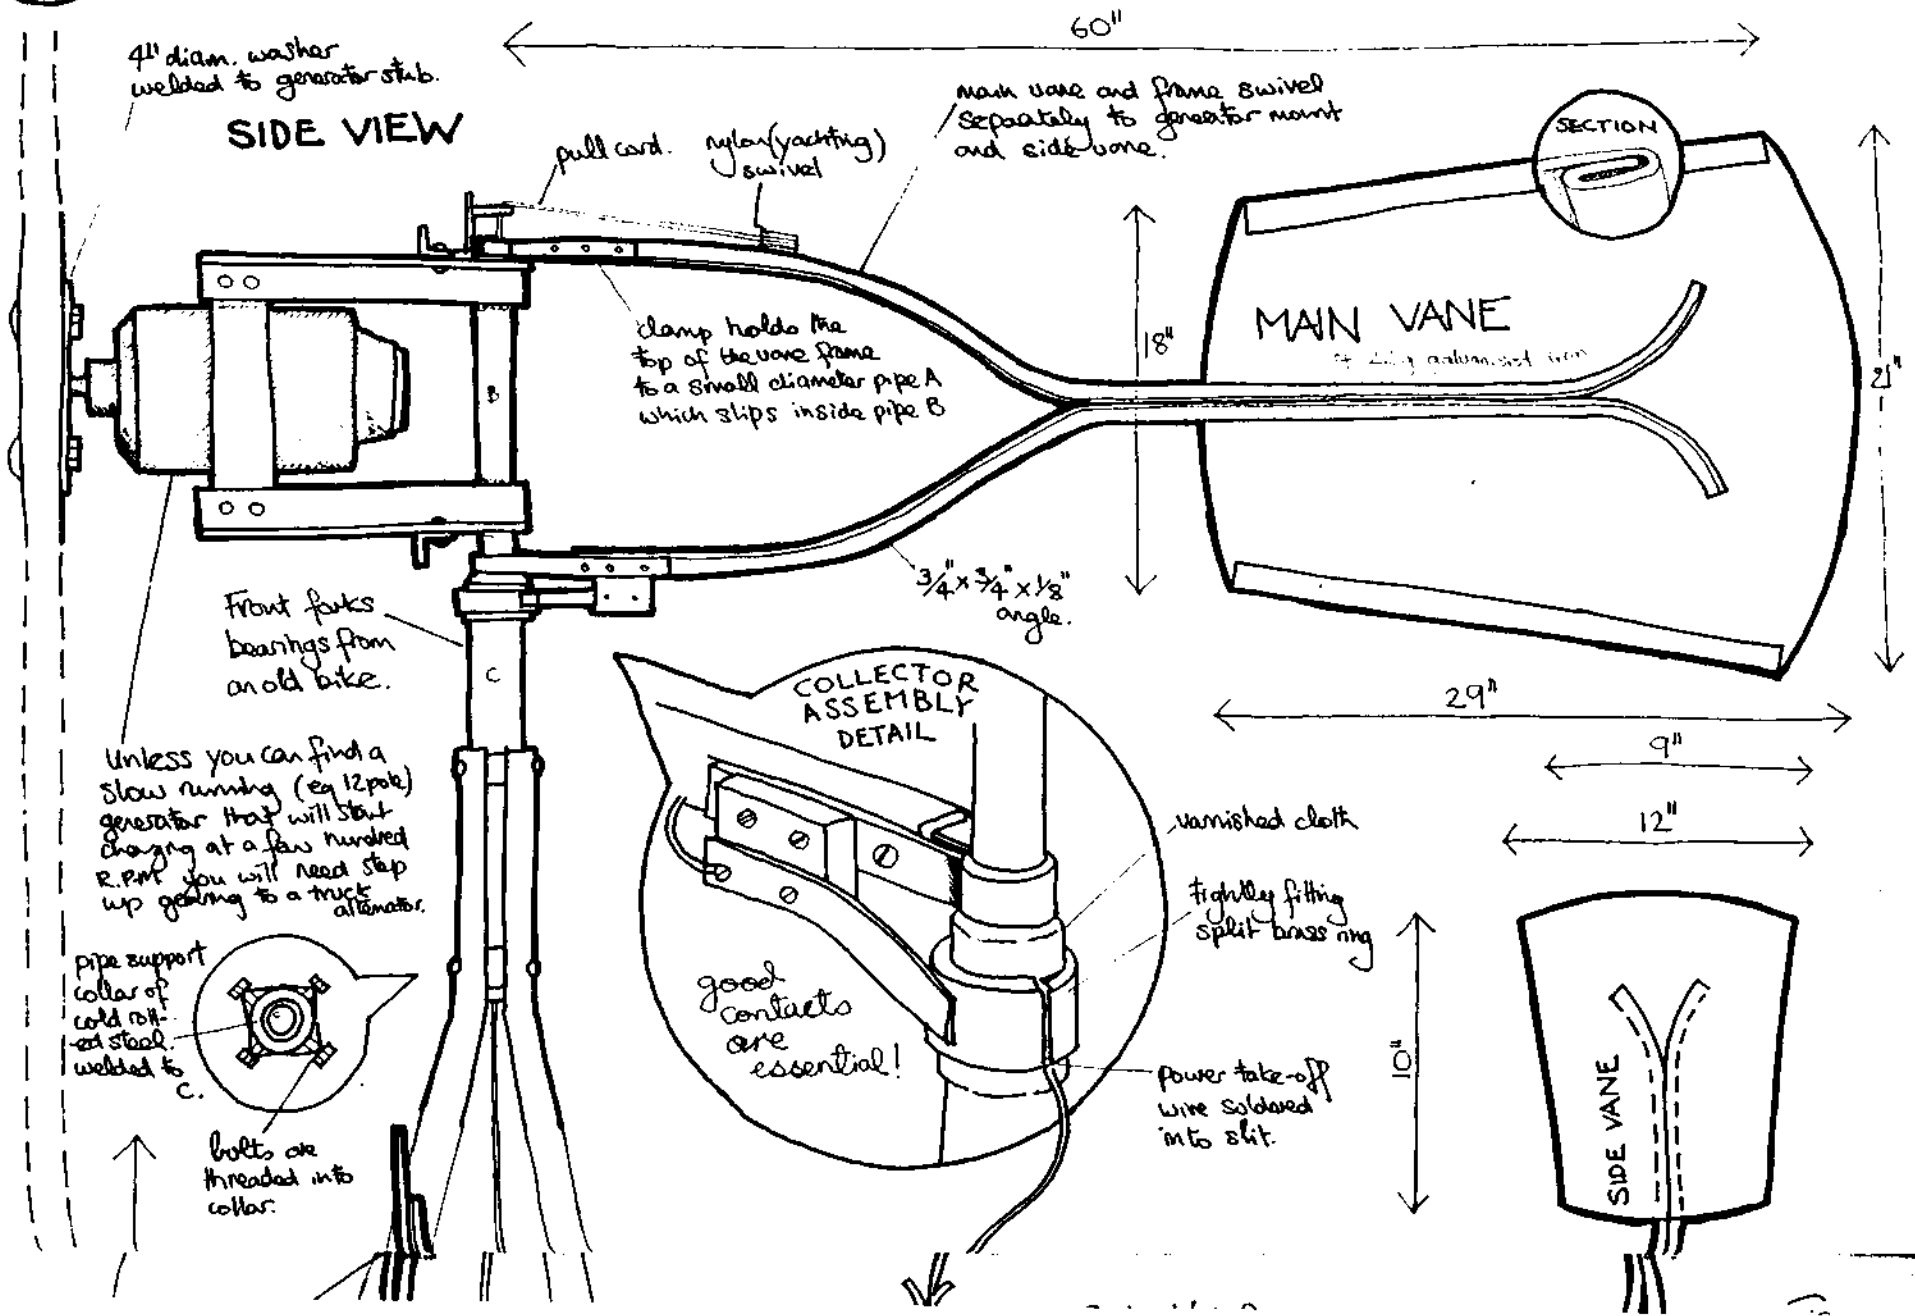 60"
4" diam. washer
welded to generator stub.
SIDE VIEW
pull cord.
nylon (yachting)
swivel
main vane and frame swivel
separately to generator mount
and side vane.
SECTION
clamp holds the
top of the vane frame
to a small diameter pipe A
which slips inside pipe B
18"
MAIN VANE
galvanised iron
21"
B
3/4" x 3/4" x 1/8"
angle.
Front forks
bearings from
an old bike.
C
29"
9"
12"
Unless you can find a
slow running (eg 12 pole)
generator that will start
charging at a few hundred
R.P.M you will need step
up gearing to a truck
alternator.
COLLECTOR
ASSEMBLY
DETAIL
varnished cloth
tightly fitting
split brass ring
good
contacts
are
essential!
power take-off
wire soldered
into slit.
pipe support
collar of
cold roll-
ed steel
welded to
C.
bolts are
threaded into
collar.
10"
SIDE VANE